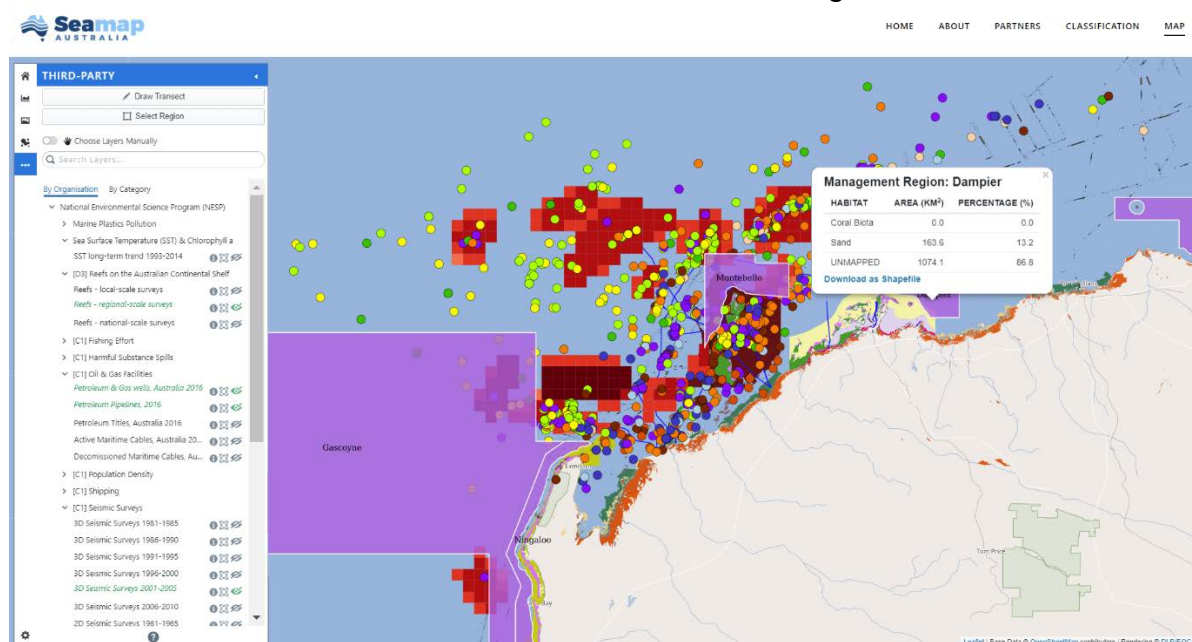 Seamap
AUSTRALIA
HOME ABOUT PARTNERS CLASSIFICATION MAP
THIRD-PARTY
Draw Transect
Select Region
Choose Layers Manually
Search Layers...
By Organisation By Category
National Environmental Science Program (NESP)
Marine Plastics Pollution
Sea Surface Temperature (SST) & Chlorophyll a
SST long-term trend 1993-2014
[D3] Reefs on the Australian Continental Shelf
Reefs - local-scale surveys
Reefs - regional-scale surveys
Reefs - national-scale surveys
[C1] Fishing Effort
[C1] Harmful Substance Spills
[C1] Oil & Gas Facilities
Petroleum & Gas wells, Australia 2016
Petroleum Pipelines, 2016
Petroleum Titles, Australia 2016
Active Maritime Cables, Australia 20...
Decomissioned Maritime Cables, Au...
[C1] Population Density
[C1] Shipping
[C1] Seismic Surveys
3D Seismic Surveys 1981-1985
3D Seismic Surveys 1986-1990
3D Seismic Surveys 1991-1995
3D Seismic Surveys 1996-2000
3D Seismic Surveys 2001-2005
3D Seismic Surveys 2006-2010
2D Seismic Surveys 1961-1965
Management Region: Dampier
HABITAT AREA (KM²) PERCENTAGE (%)
Coral Biota 0.0 0.0
Sand 163.6 13.2
UNMAPPED 1074.1 86.8
Download as Shapefile
Montebello
Gascoyne
Ningaloo
Tom Price